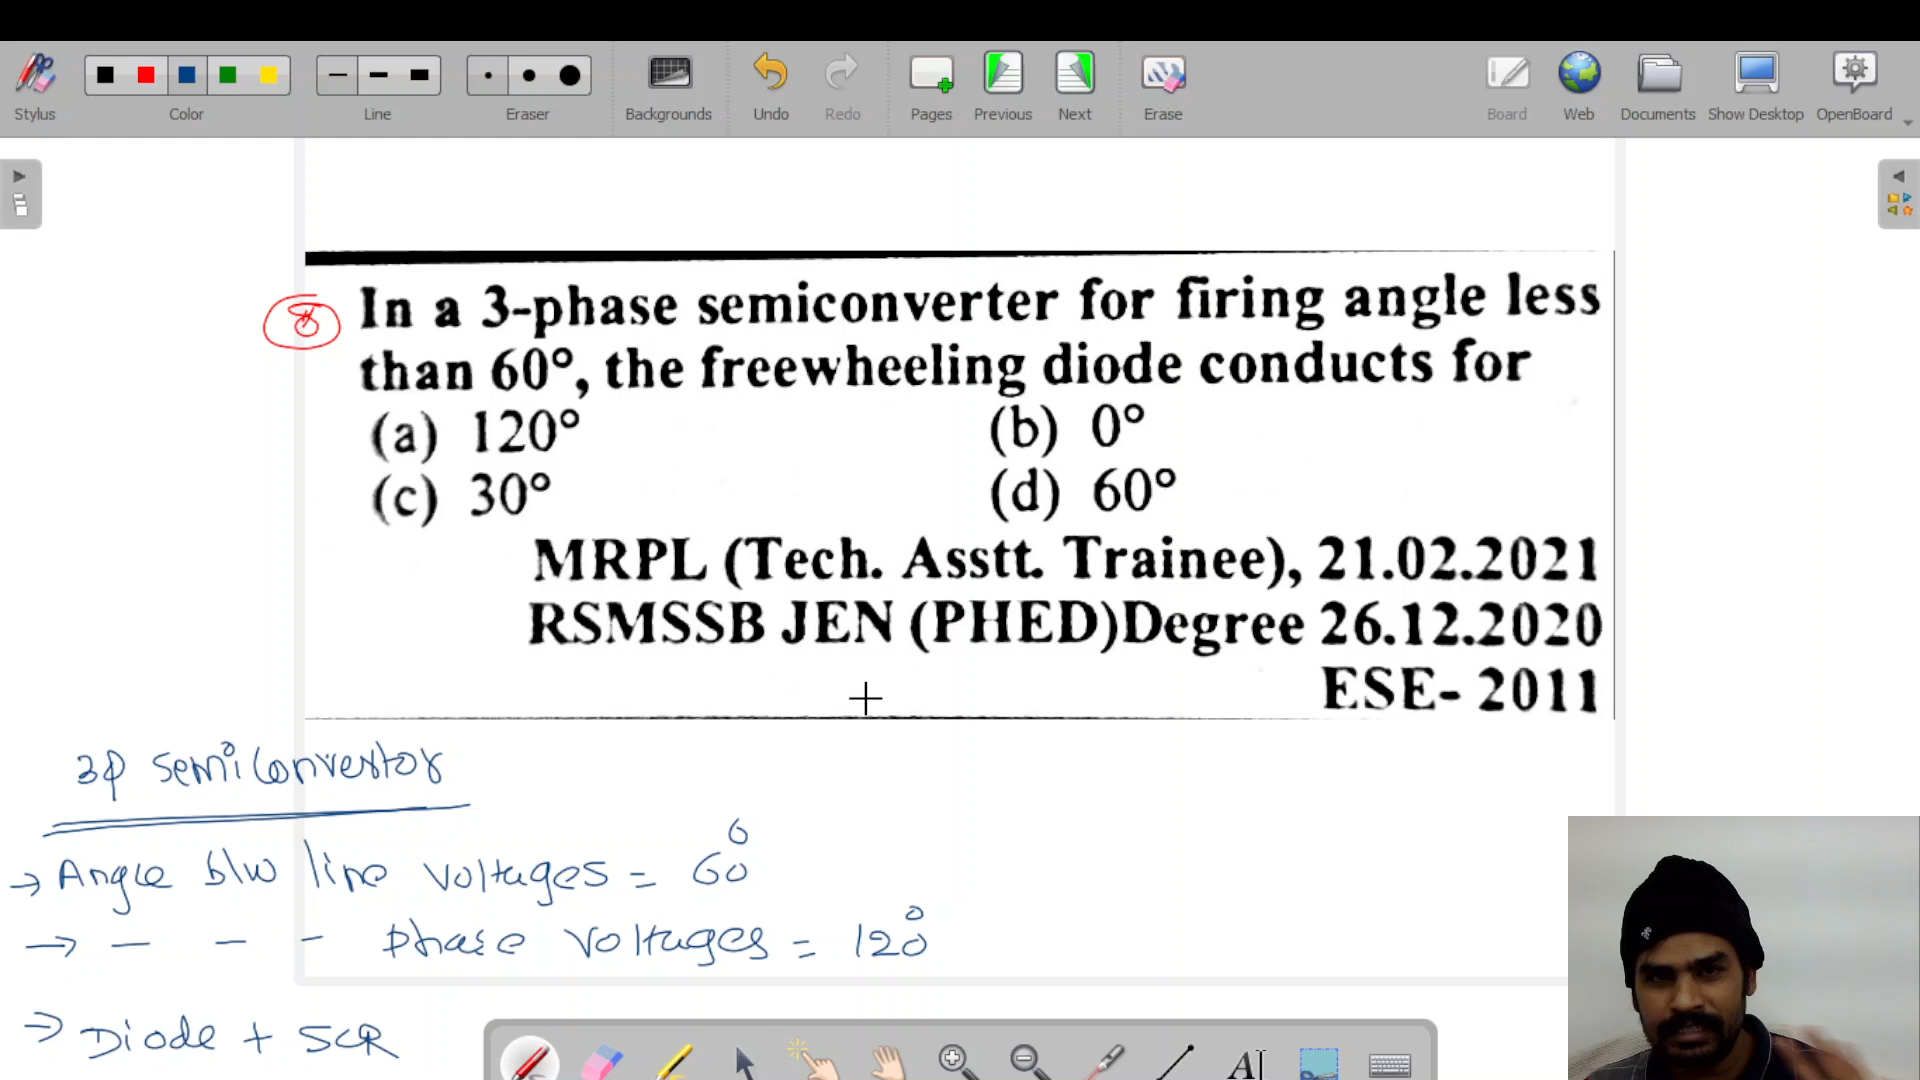 Stylus
Color
Line
Eraser
Backgrounds
Undo
Redo
Pages
Previous
Next
Erase
Board
Web
Documents
Show Desktop
OpenBoard
8 In a 3-phase semiconverter for firing angle less
than 60°, the freewheeling diode conducts for
(a) 120° (b) 0°
(c) 30° (d) 60°
MRPL (Tech. Asstt. Trainee), 21.02.2021
RSMSSB JEN (PHED)Degree 26.12.2020
ESE- 2011
3φ semiconvertor
→ Angle b/w line voltages = 60°
→ - - - phase voltages = 120°
→ Diode + SCR